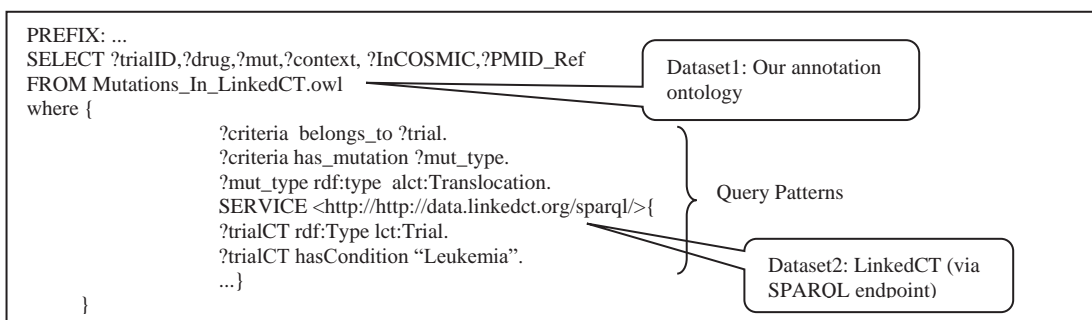 PREFIX: ...
SELECT ?trialID,?drug,?mut,?context, ?InCOSMIC,?PMID_Ref
FROM Mutations_In_LinkedCT.owl
where {
?criteria belongs_to ?trial.
?criteria has_mutation ?mut_type.
?mut_type rdf:type alct:Translocation.
SERVICE <http://http://data.linkedct.org/sparql/>{
?trialCT rdf:Type lct:Trial.
?trialCT hasCondition “Leukemia”.
...}
}
Dataset1: Our annotation
ontology
Query Patterns
Dataset2: LinkedCT (via
SPARQL endpoint)